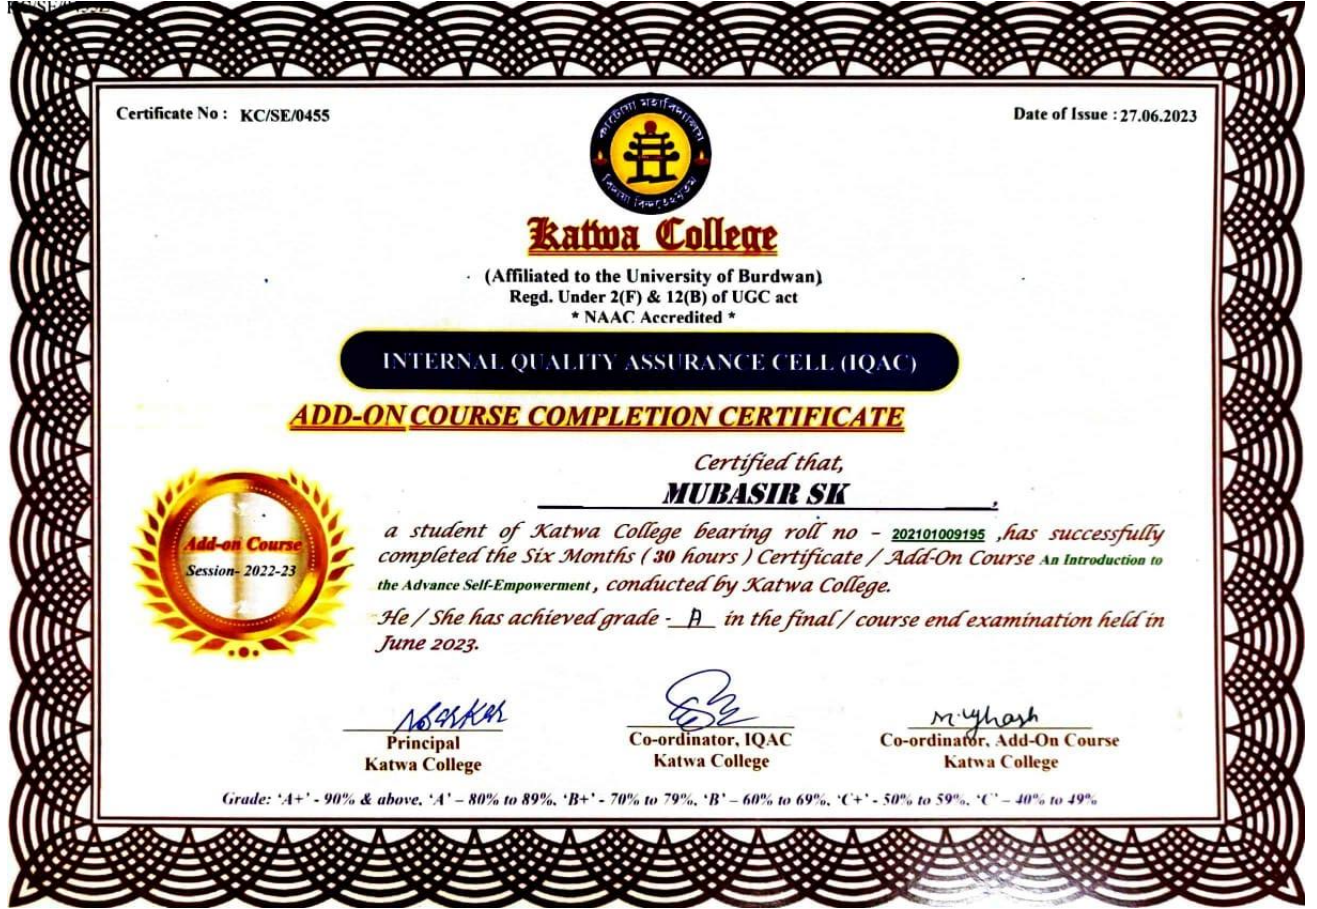 Certificate No : KC/SE/0455
Date of Issue : 27.06.2023
কাটোয়া মহাবিদ্যালয়
Katwa College
(Affiliated to the University of Burdwan)
Regd. Under 2(F) & 12(B) of UGC act
* NAAC Accredited *
INTERNAL QUALITY ASSURANCE CELL (IQAC)
ADD-ON COURSE COMPLETION CERTIFICATE
Certified that,
MUBASIR SK,
Add-on Course
Session- 2022-23
a student of Katwa College bearing roll no - 202101009195 ,has successfully
completed the Six Months ( 30 hours ) Certificate / Add-On Course An Introduction to
the Advance Self-Empowerment, conducted by Katwa College.
He / She has achieved grade - A in the final / course end examination held in
June 2023.
Principal
Katwa College
Co-ordinator, IQAC
Katwa College
M. Ghosh
Co-ordinator, Add-On Course
Katwa College
Grade: 'A+' - 90% & above, 'A' – 80% to 89%, 'B+' - 70% to 79%, 'B' – 60% to 69%, 'C+' - 50% to 59%, 'C' – 40% to 49%